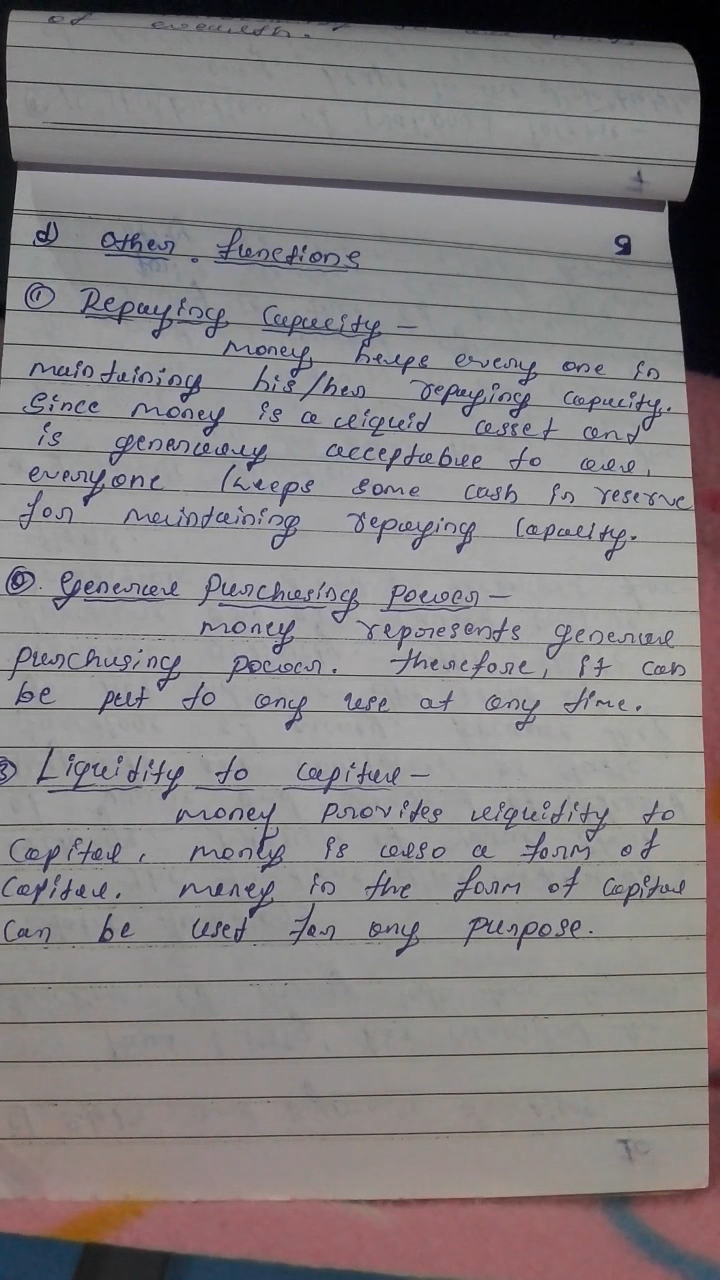 of wealth.
d) Other Functions
9
① Repaying Capacity –
Money helps every one in
maintaining his/her repaying capacity.
Since money is a liquid asset and
is generally acceptable to all,
everyone keeps some cash in reserve
for maintaining repaying capacity.
②. General Purchasing Power –
Money represents general
purchasing power. Therefore, it can
be put to any use at any time.
3) Liquidity to capital –
Money provites liquidity to
Capital, money is also a form of
Capital. Money in the form of capital
can be used for any purpose.
10